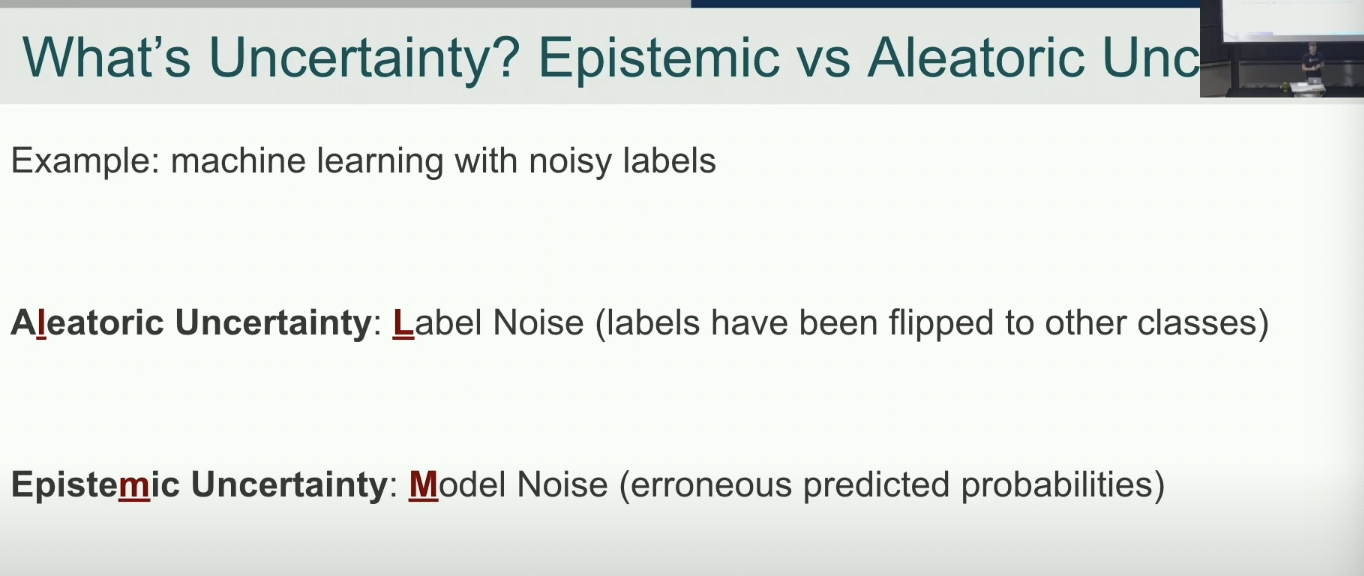 What's Uncertainty? Epistemic vs Aleatoric Unc
Example: machine learning with noisy labels
Aleatoric Uncertainty: Label Noise (labels have been flipped to other classes)
Epistemic Uncertainty: Model Noise (erroneous predicted probabilities)